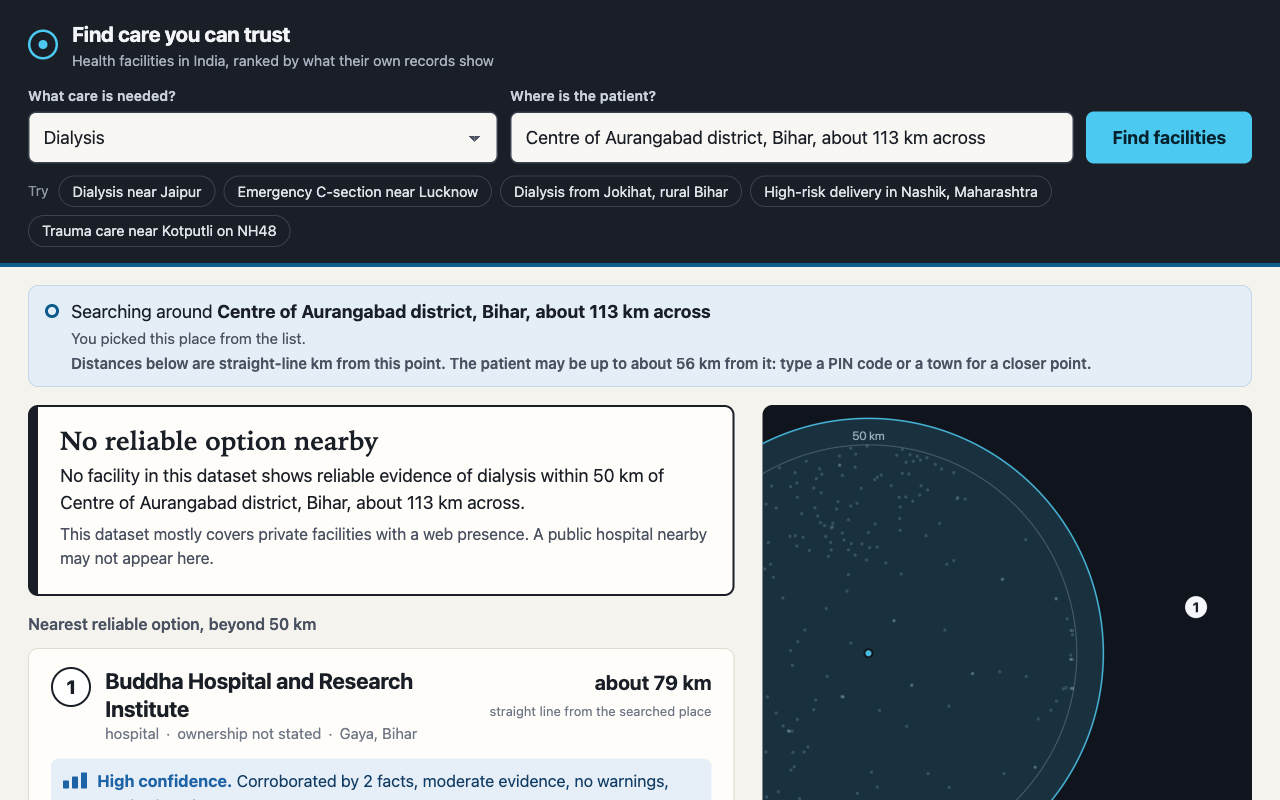 Find care you can trust
Health facilities in India, ranked by what their own records show
What care is needed?
Where is the patient?
Dialysis
Centre of Aurangabad district, Bihar, about 113 km across
Find facilities
Try
Dialysis near Jaipur
Emergency C-section near Lucknow
Dialysis from Jokihat, rural Bihar
High-risk delivery in Nashik, Maharashtra
Trauma care near Kotputli on NH48
Searching around Centre of Aurangabad district, Bihar, about 113 km across
You picked this place from the list.
Distances below are straight-line km from this point. The patient may be up to about 56 km from it: type a PIN code or a town for a closer point.
No reliable option nearby
No facility in this dataset shows reliable evidence of dialysis within 50 km of
Centre of Aurangabad district, Bihar, about 113 km across.
This dataset mostly covers private facilities with a web presence. A public hospital nearby
may not appear here.
50 km
1
Nearest reliable option, beyond 50 km
1
Buddha Hospital and Research
Institute
about 79 km
straight line from the searched place
hospital · ownership not stated · Gaya, Bihar
High confidence. Corroborated by 2 facts, moderate evidence, no warnings,